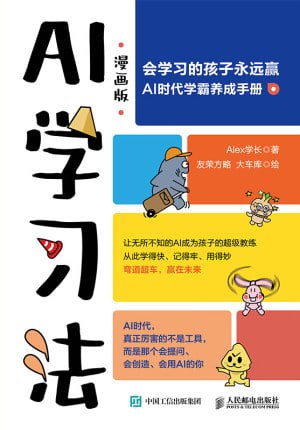 AI学习法
·漫画版·
会学习的孩子永远赢
AI时代学霸养成手册
Alex学长◎著
友荣方略 大车库◎绘
让无所不知的AI成为孩子的超级教练
从此学得快、记得牢、用得妙
弯道超车，赢在未来
AI时代，
真正厉害的不是工具，
而是那个会提问、
会创造、会用AI的你
中国工信出版集团
人民邮电出版社
POSTS & TELECOM PRESS